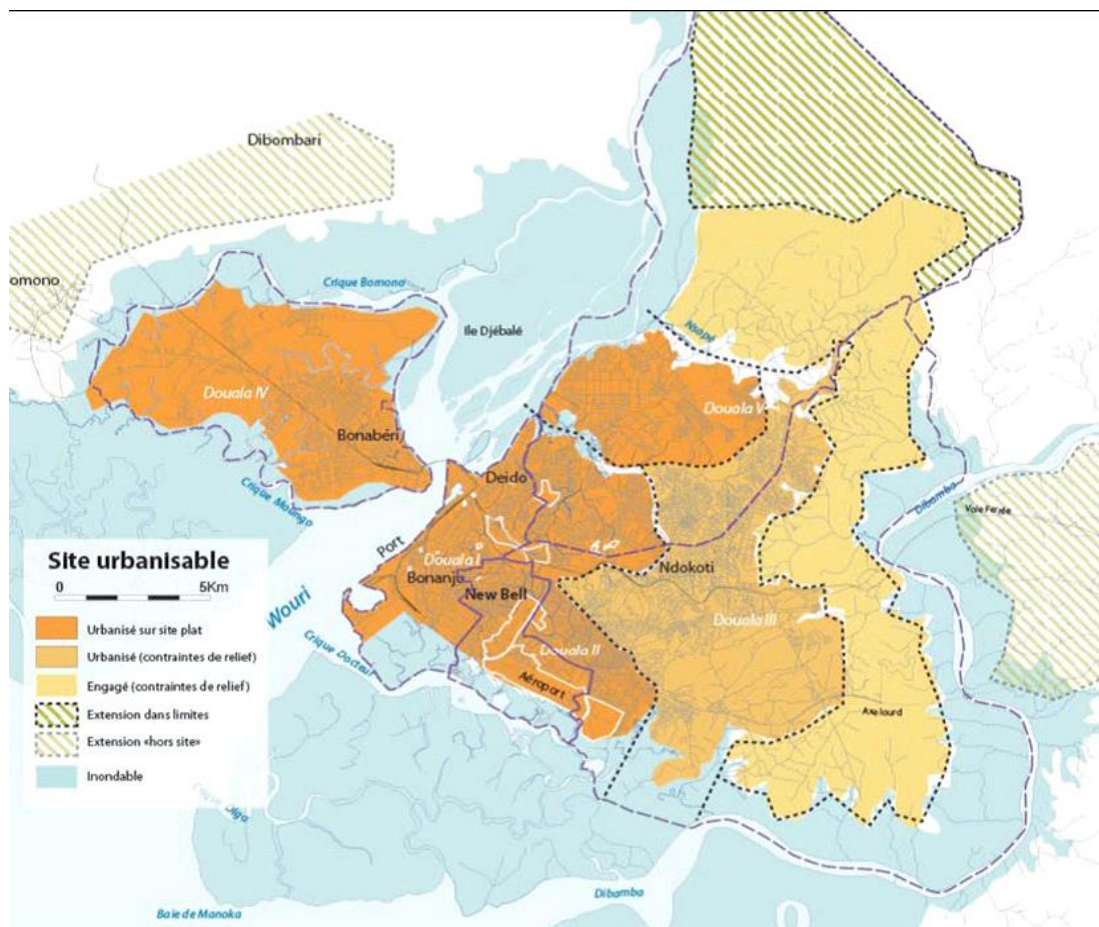 Dibombari
omono
Crique Bomono
Ile Djébalé
Nsapé
Douala IV
Douala V
Bonabéri
Deido
Crique Moungo
Dibamba
Voie Ferrée
Port
Douala I
Ndokoti
Bonanjo
New Bell
Wouri
Douala III
Crique Docteur
Douala II
Aéroport
Axe lourd
Site urbanisable
0 5Km
Urbanisé sur site plat
Urbanisé (contraintes de relief)
Engagé (contraintes de relief)
Extension dans limites
Extension «hors site»
Inondable
Dibamba
Baie de Manoka